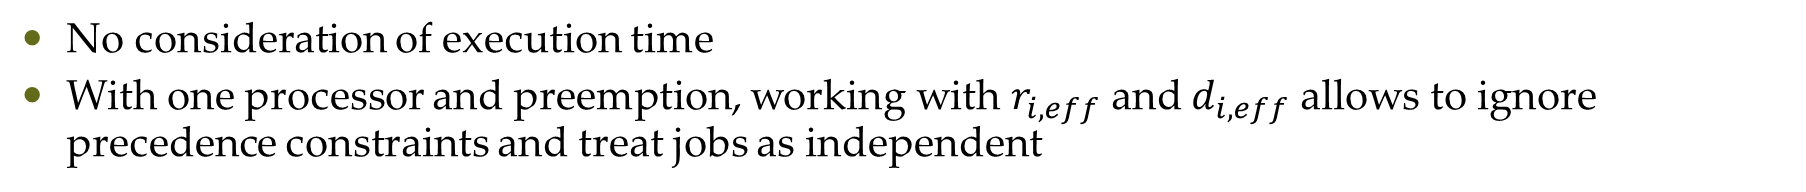 • No consideration of execution time
• With one processor and preemption, working with r_{i,eff} and d_{i,eff} allows to ignore
precedence constraints and treat jobs as independent